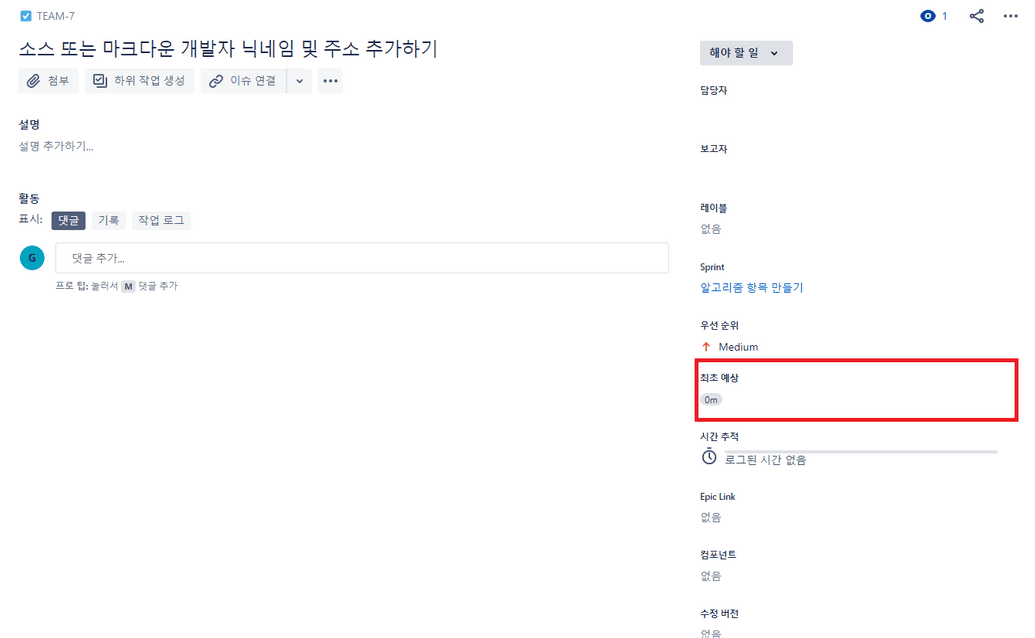 TEAM-7
1
소스 또는 마크다운 개발자 닉네임 및 주소 추가하기
첨부
하위 작업 생성
이슈 연결
설명
설명 추가하기...
활동
표시:
댓글
기록
작업 로그
G
댓글 추가...
프로 팁: 눌러서 M 댓글 추가
해야 할 일
담당자
보고자
레이블
없음
Sprint
알고리즘 항목 만들기
우선 순위
Medium
최초 예상
0m
시간 추적
로그된 시간 없음
Epic Link
없음
컴포넌트
없음
수정 버전
없음